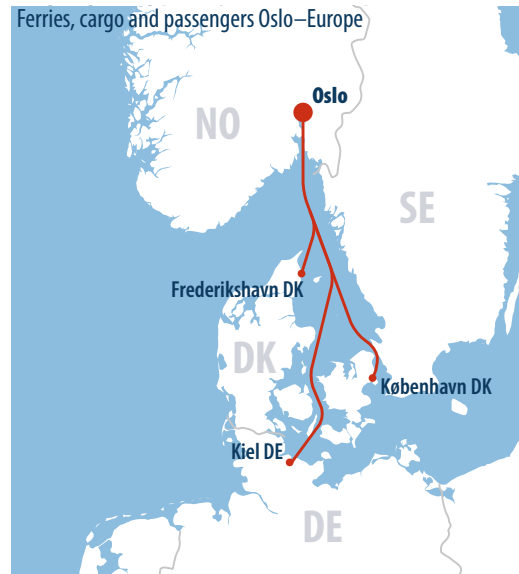 Ferries, cargo and passengers Oslo–Europe
Oslo
NO
SE
Frederikshavn DK
DK
København DK
Kiel DE
DE